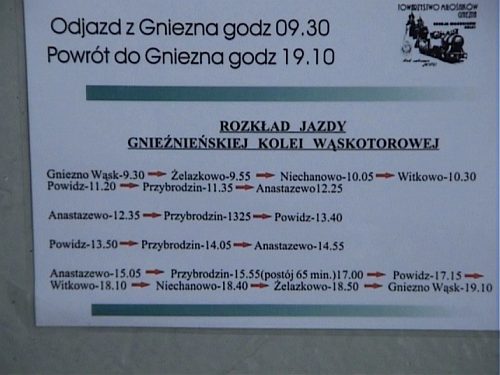 Odjazd z Gniezna godz 09.30
Powrót do Gniezna godz 19.10
TOWARZYSTWO MIŁOŚNIKÓW
GNIEZNA
ROZKŁAD JAZDY
GNIEŹNIEŃSKIEJ KOLEI WĄSKOTOROWEJ
Gniezno Wąsk-9.30 → Żelazkowo-9.55 → Niechanowo-10.05 → Witkowo-10.30
Powidz-11.20 → Przybrodzin-11.35 → Anastazewo12.25
Anastazewo-12.35 → Przybrodzin-1325 → Powidz-13.40
Powidz-13.50 → Przybrodzin-14.05 → Anastazewo-14.55
Anastazewo-15.05 → Przybrodzin-15.55(postój 65 min.)17.00 → Powidz-17.15 →
Witkowo-18.10 → Niechanowo-18.40 → Żelazkowo-18.50 → Gniezno Wąsk-19.10